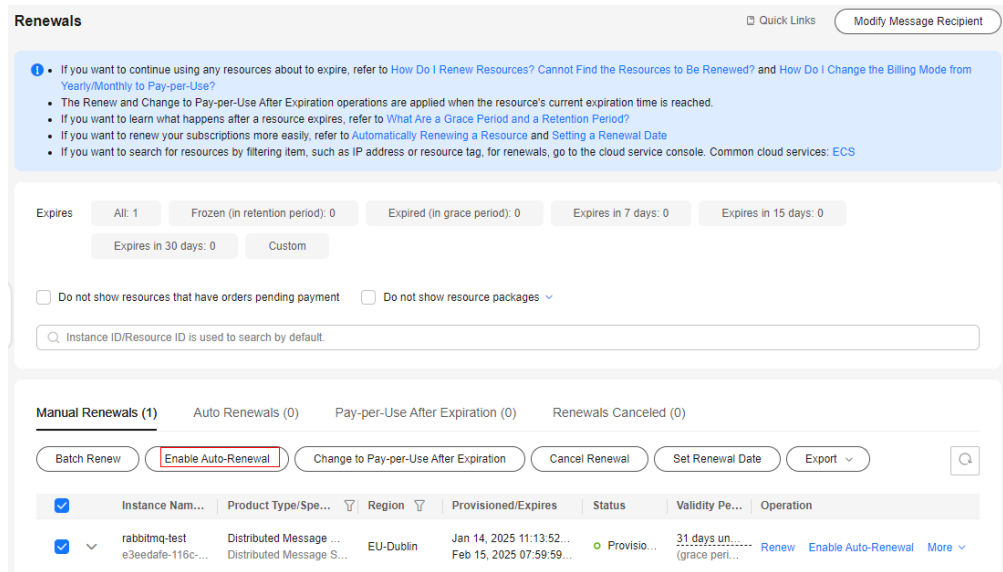 Renewals
Quick Links
Modify Message Recipient
If you want to continue using any resources about to expire, refer to How Do I Renew Resources? Cannot Find the Resources to Be Renewed? and How Do I Change the Billing Mode from
Yearly/Monthly to Pay-per-Use?
The Renew and Change to Pay-per-Use After Expiration operations are applied when the resource's current expiration time is reached.
If you want to learn what happens after a resource expires, refer to What Are a Grace Period and a Retention Period?
If you want to renew your subscriptions more easily, refer to Automatically Renewing a Resource and Setting a Renewal Date
If you want to search for resources by filtering item, such as IP address or resource tag, for renewals, go to the cloud service console. Common cloud services: ECS
Expires
All: 1
Frozen (in retention period): 0
Expired (in grace period): 0
Expires in 7 days: 0
Expires in 15 days: 0
Expires in 30 days: 0
Custom
Do not show resources that have orders pending payment
Do not show resource packages
Instance ID/Resource ID is used to search by default.
Manual Renewals (1)
Auto Renewals (0)
Pay-per-Use After Expiration (0)
Renewals Canceled (0)
Batch Renew
Enable Auto-Renewal
Change to Pay-per-Use After Expiration
Cancel Renewal
Set Renewal Date
Export
Instance Nam...
Product Type/Spe...
Region
Provisioned/Expires
Status
Validity Pe...
Operation
rabbitmq-test
e3eedafe-116c-...
Distributed Message ...
Distributed Message S...
EU-Dublin
Jan 14, 2025 11:13:52...
Feb 15, 2025 07:59:59...
Provisio...
31 days un...
(grace peri...
Renew
Enable Auto-Renewal
More